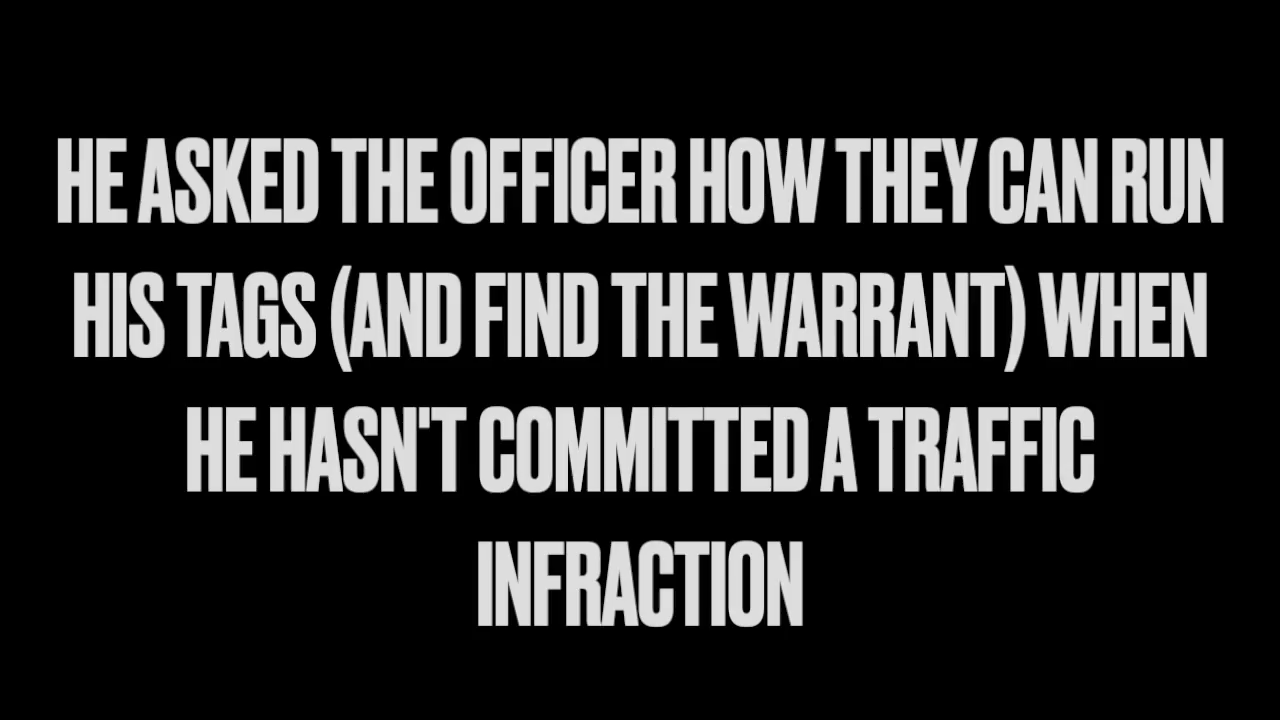 HE ASKED THE OFFICER HOW THEY CAN RUN
HIS TAGS (AND FIND THE WARRANT) WHEN
HE HASN'T COMMITTED A TRAFFIC
INFRACTION